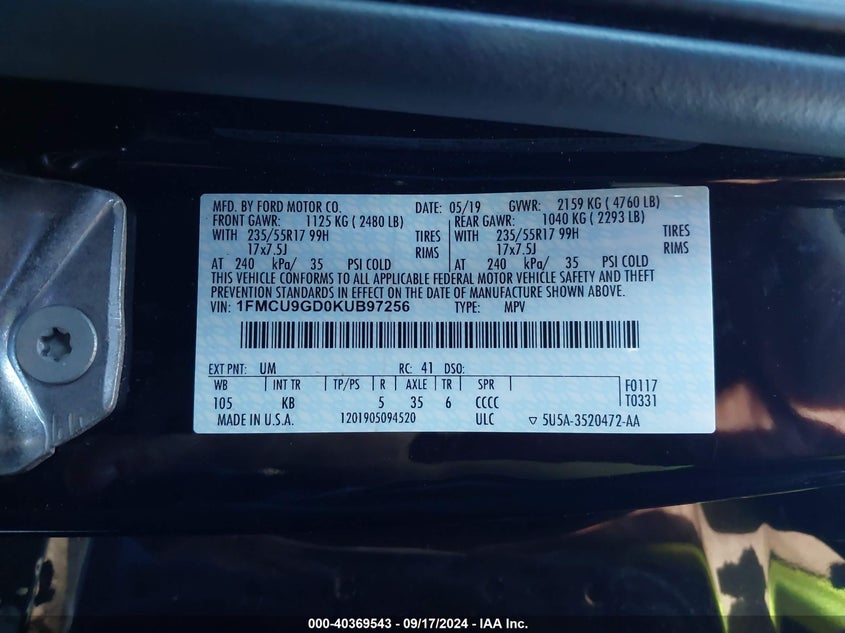 MFD. BY FORD MOTOR CO. DATE: 05/19 GVWR: 2159 KG ( 4760 LB)
FRONT GAWR: 1125 KG ( 2480 LB) REAR GAWR: 1040 KG ( 2293 LB)
WITH 235/55R17 99H TIRES WITH 235/55R17 99H TIRES
17x7.5J RIMS 17x7.5J RIMS
AT 240 kPa/ 35 PSI COLD AT 240 kPa/ 35 PSI COLD
THIS VEHICLE CONFORMS TO ALL APPLICABLE FEDERAL MOTOR VEHICLE SAFETY AND THEFT
PREVENTION STANDARDS IN EFFECT ON THE DATE OF MANUFACTURE SHOWN ABOVE.
VIN: 1FMCU9GD0KUB97256 TYPE: MPV
EXT PNT: UM RC: 41 DSO:
WB INT TR TP/PS R AXLE TR SPR F0117
105 KB 5 35 6 CCCC T0331
MADE IN U.S.A. 1201905094520 ULC ▽ 5U5A-3520472-AA
000-40369543 - 09/17/2024 - IAA Inc.